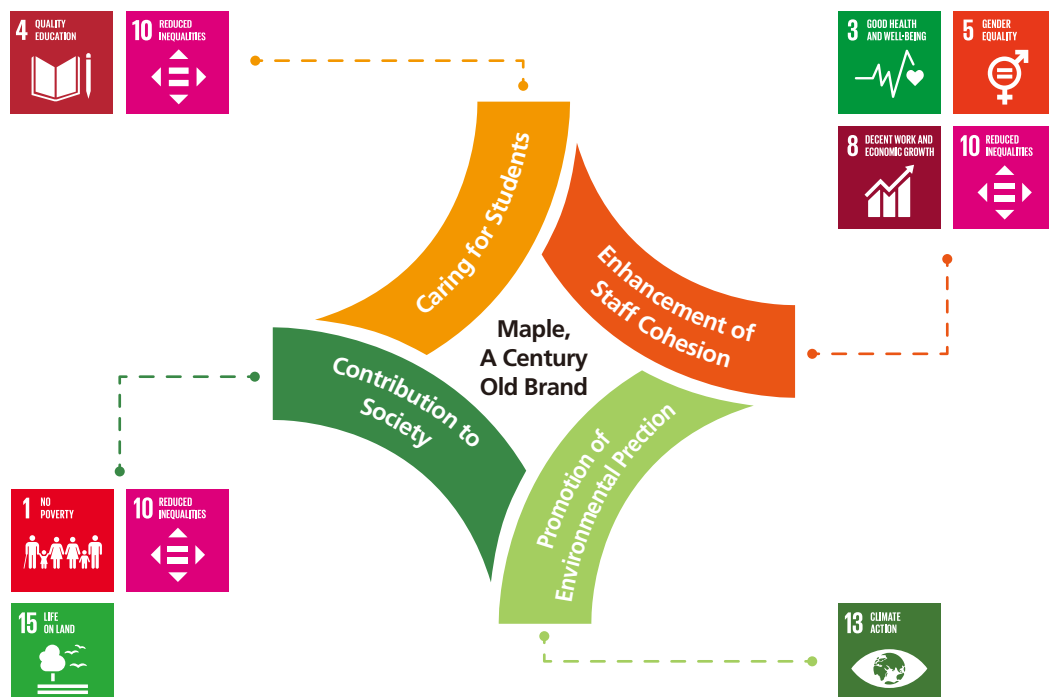 4 QUALITY
EDUCATION
10 REDUCED
INEQUALITIES
3 GOOD HEALTH
AND WELL-BEING
5 GENDER
EQUALITY
8 DECENT WORK AND
ECONOMIC GROWTH
10 REDUCED
INEQUALITIES
Caring for Students
Enhancement of
Staff Cohesion
Maple,
A Century
Old Brand
Contribution to
Society
Promotion of
Environmental Prection
1 NO
POVERTY
10 REDUCED
INEQUALITIES
15 LIFE
ON LAND
13 CLIMATE
ACTION